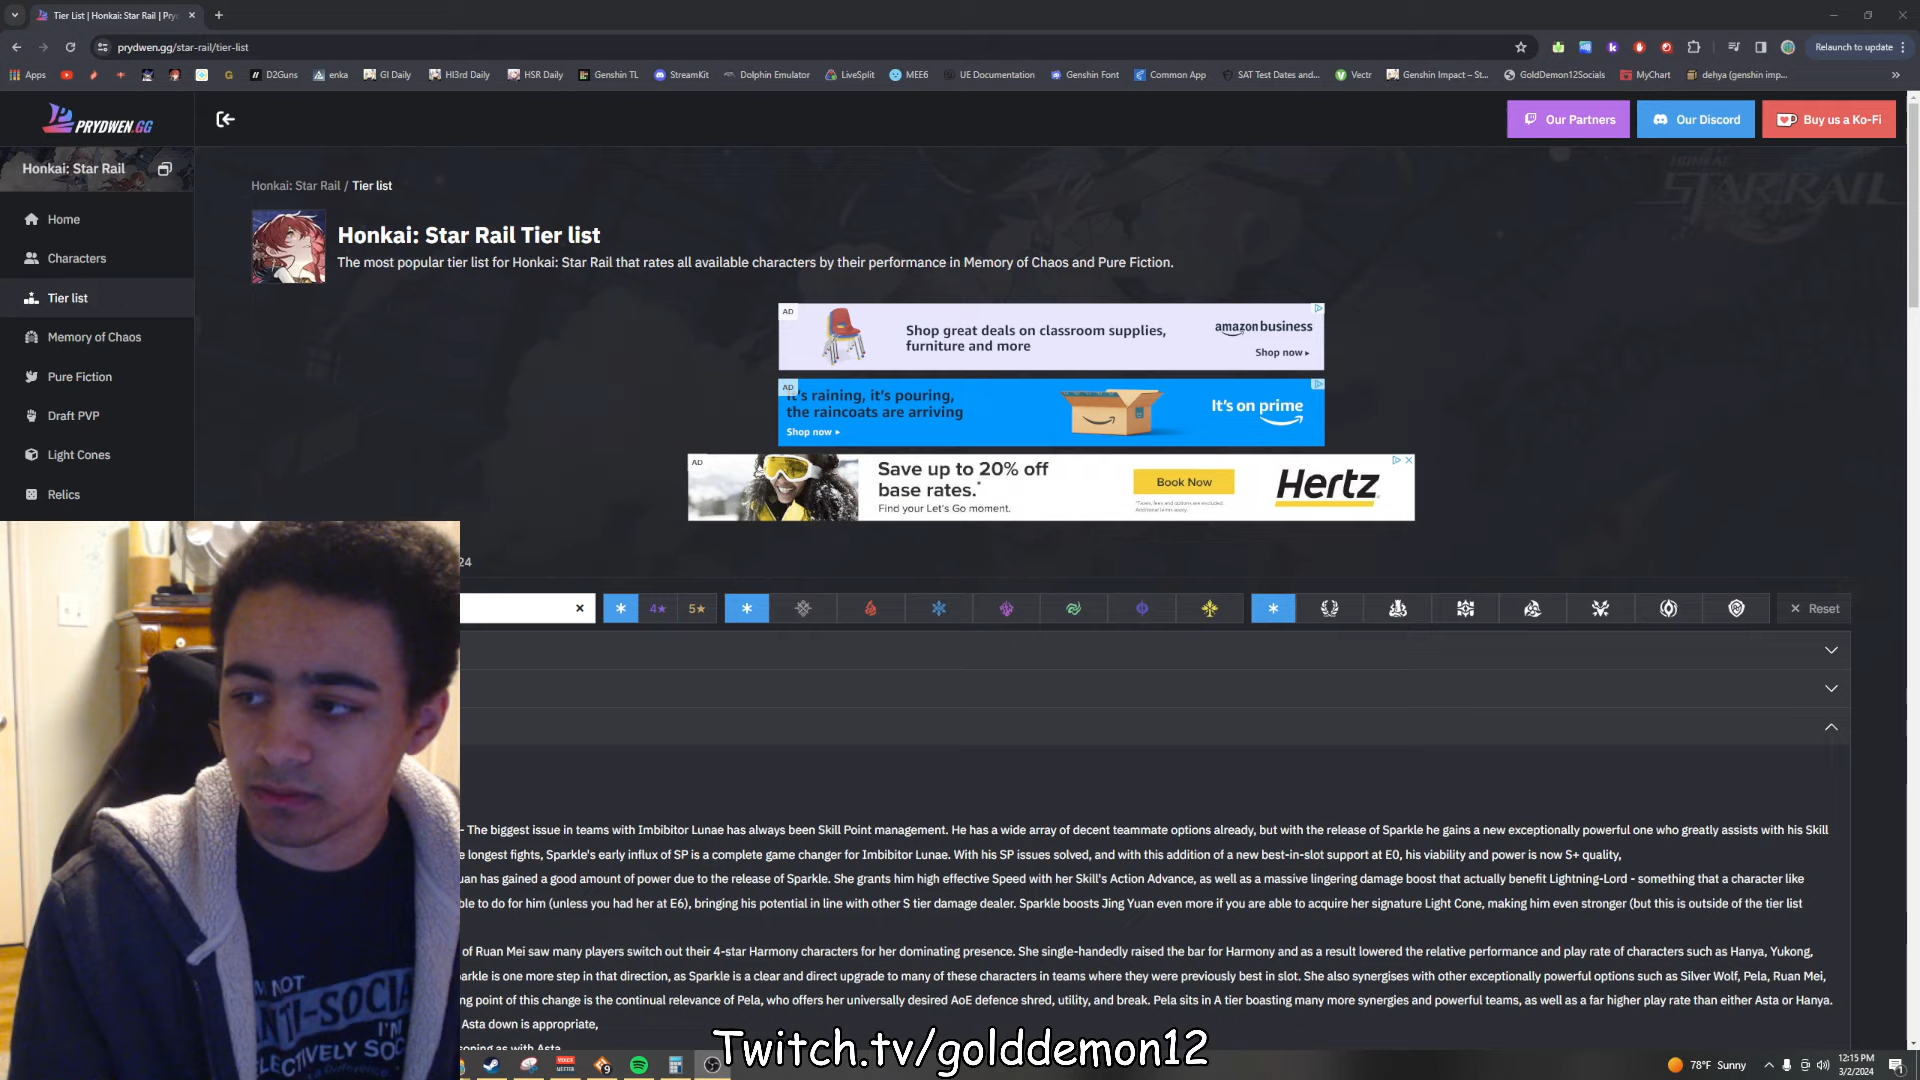 Tier List | Honkai: Star Rail | Pry
prydwen.gg/star-rail/tier-list
Relaunch to update
Apps
D2Guns
enka
GI Daily
HI3rd Daily
HSR Daily
Genshin TL
StreamKit
Dolphin Emulator
LiveSplit
MEE6
UE Documentation
Genshin Font
Common App
SAT Test Dates and...
Vectr
Genshin Impact – St...
GoldDemon12Socials
MyChart
dehya (genshin imp...
PRYDWEN.GG
Our Partners
Our Discord
Buy us a Ko-Fi
Honkai: Star Rail
Home
Characters
Tier list
Memory of Chaos
Pure Fiction
Draft PVP
Light Cones
Relics
HONKAI
STAR RAIL
Honkai: Star Rail / Tier list
Honkai: Star Rail Tier list
The most popular tier list for Honkai: Star Rail that rates all available characters by their performance in Memory of Chaos and Pure Fiction.
AD
Shop great deals on classroom supplies,
furniture and more
amazon business
Shop now ▸
AD
It's raining, it's pouring,
the raincoats are arriving
Shop now ▸
It's on prime
AD
Save up to 20% off
base rates.*
Find your Let's Go moment.
Book Now
Hertz
24
4★
5★
Reset
- The biggest issue in teams with Imbibitor Lunae has always been Skill Point management. He has a wide array of decent teammate options already, but with the release of Sparkle he gains a new exceptionally powerful one who greatly assists with his Skill
e longest fights, Sparkle's early influx of SP is a complete game changer for Imbibitor Lunae. With his SP issues solved, and with this addition of a new best-in-slot support at E0, his viability and power is now S+ quality,
uan has gained a good amount of power due to the release of Sparkle. She grants him high effective Speed with her Skill's Action Advance, as well as a massive lingering damage boost that actually benefit Lightning-Lord - something that a character like
ble to do for him (unless you had her at E6), bringing his potential in line with other S tier damage dealer. Sparkle boosts Jing Yuan even more if you are able to acquire her signature Light Cone, making him even stronger (but this is outside of the tier list
of Ruan Mei saw many players switch out their 4-star Harmony characters for her dominating presence. She single-handedly raised the bar for Harmony and as a result lowered the relative performance and play rate of characters such as Hanya, Yukong,
parkle is one more step in that direction, as Sparkle is a clear and direct upgrade to many of these characters in teams where they were previously best in slot. She also synergises with other exceptionally powerful options such as Silver Wolf, Pela, Ruan Mei,
ng point of this change is the continual relevance of Pela, who offers her universally desired AoE defence shred, utility, and break. Pela sits in A tier boasting many more synergies and powerful teams, as well as a far higher play rate than either Asta or Hanya.
Asta down is appropriate,
soning as with Asta
I'M NOT
ANTI-SOCIAL
I'M
SELECTIVELY SOC
Twitch.tv/golddemon12
78°F Sunny
12:15 PM
3/2/2024